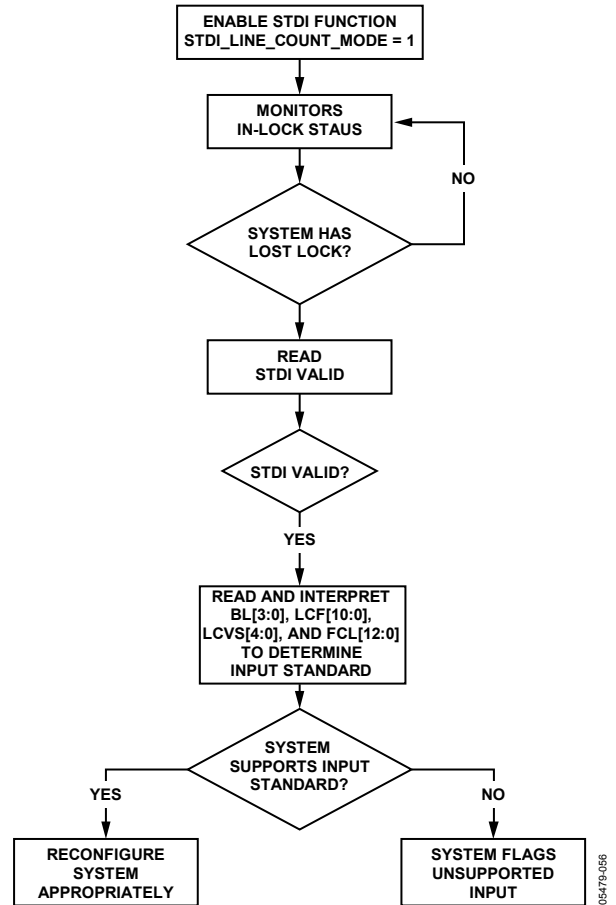 ENABLE STDI FUNCTION
STDI_LINE_COUNT_MODE = 1
MONITORS
IN-LOCK STAUS
NO
SYSTEM HAS
LOST LOCK?
READ
STDI VALID
STDI VALID?
YES
READ AND INTERPRET
BL[3:0], LCF[10:0],
LCVS[4:0], AND FCL[12:0]
TO DETERMINE
INPUT STANDARD
SYSTEM
SUPPORTS INPUT
STANDARD?
YES
NO
RECONFIGURE
SYSTEM
APPROPRIATELY
SYSTEM FLAGS
UNSUPPORTED
INPUT
05479-056